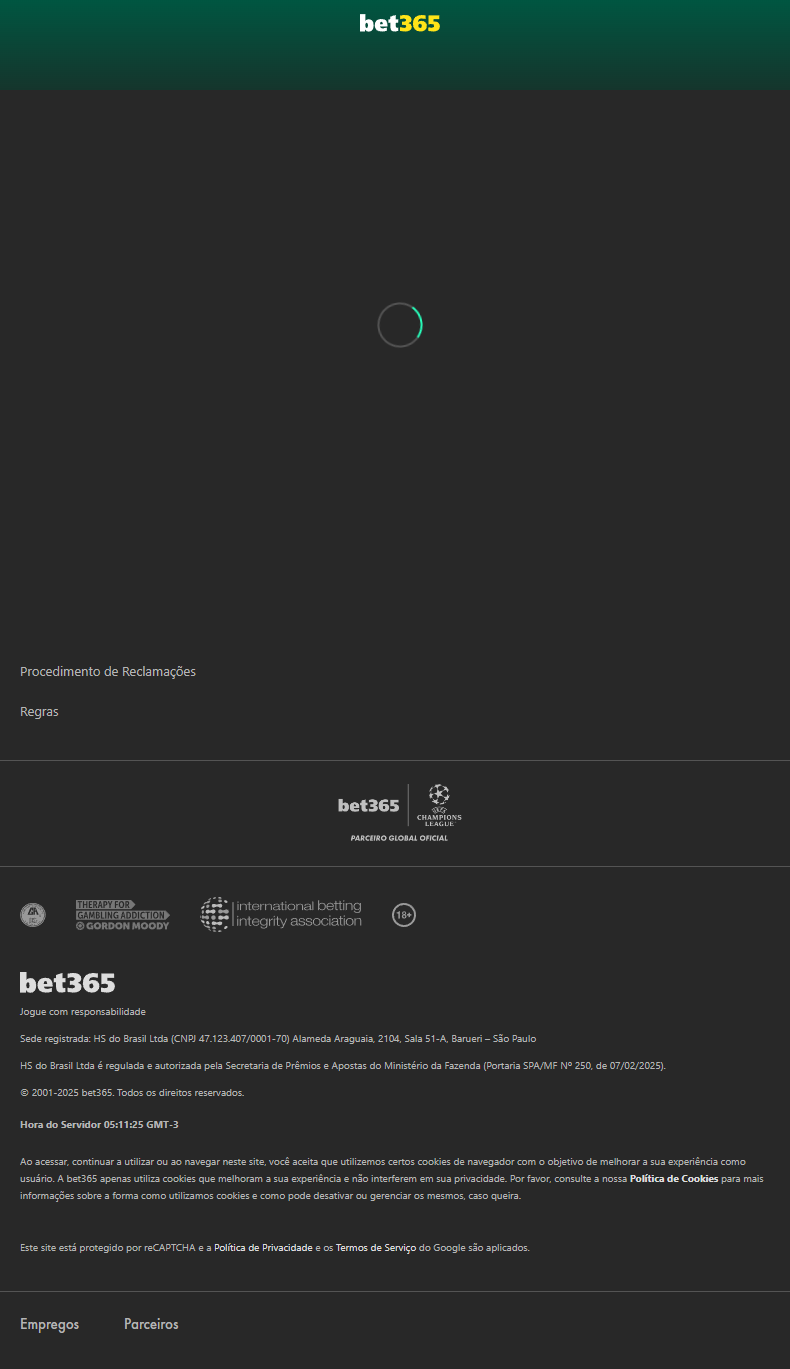 bet365
Procedimento de Reclamações
Regras
bet365
UEFA
CHAMPIONS
LEAGUE
PARCEIRO GLOBAL OFICIAL
THERAPY FOR
GAMBLING ADDICTION
GORDON MOODY
international betting
integrity association
18+
bet365
Jogue com responsabilidade
Sede registrada: HS do Brasil Ltda (CNPJ 47.123.407/0001-70) Alameda Araguaia, 2104, Sala 51-A, Barueri – São Paulo
HS do Brasil Ltda é regulada e autorizada pela Secretaria de Prêmios e Apostas do Ministério da Fazenda (Portaria SPA/MF Nº 250, de 07/02/2025).
© 2001-2025 bet365. Todos os direitos reservados.
Hora do Servidor 05:11:25 GMT-3
Ao acessar, continuar a utilizar ou ao navegar neste site, você aceita que utilizemos certos cookies de navegador com o objetivo de melhorar a sua experiência como
usuário. A bet365 apenas utiliza cookies que melhoram a sua experiência e não interferem em sua privacidade. Por favor, consulte a nossa Política de Cookies para mais
informações sobre a forma como utilizamos cookies e como pode desativar ou gerenciar os mesmos, caso queira.
Este site está protegido por reCAPTCHA e a Política de Privacidade e os Termos de Serviço do Google são aplicados.
Empregos
Parceiros